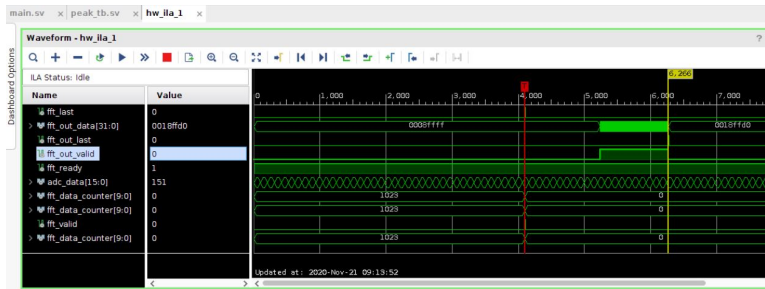 main.sv × peak_tb.sv × hw_ila_1 ×
Dashboard Options
Waveform - hw_ila_1 ?
ILA Status: Idle
Name Value
6,266
0 1,000 2,000 3,000 4,000 5,000 6,000 7,000
fft_last 0
fft_out_data[31:0] 0018ffd0 0008ffff 0018ffd0
fft_out_last 0
fft_out_valid 0
fft_ready 1
adc_data[15:0] 151
fft_data_counter[9:0] 0 1023 0
fft_data_counter[9:0] 0 1023 0
fft_valid 0
fft_data_counter[9:0] 0 1023 0
Updated at: 2020-Nov-21 09:13:52